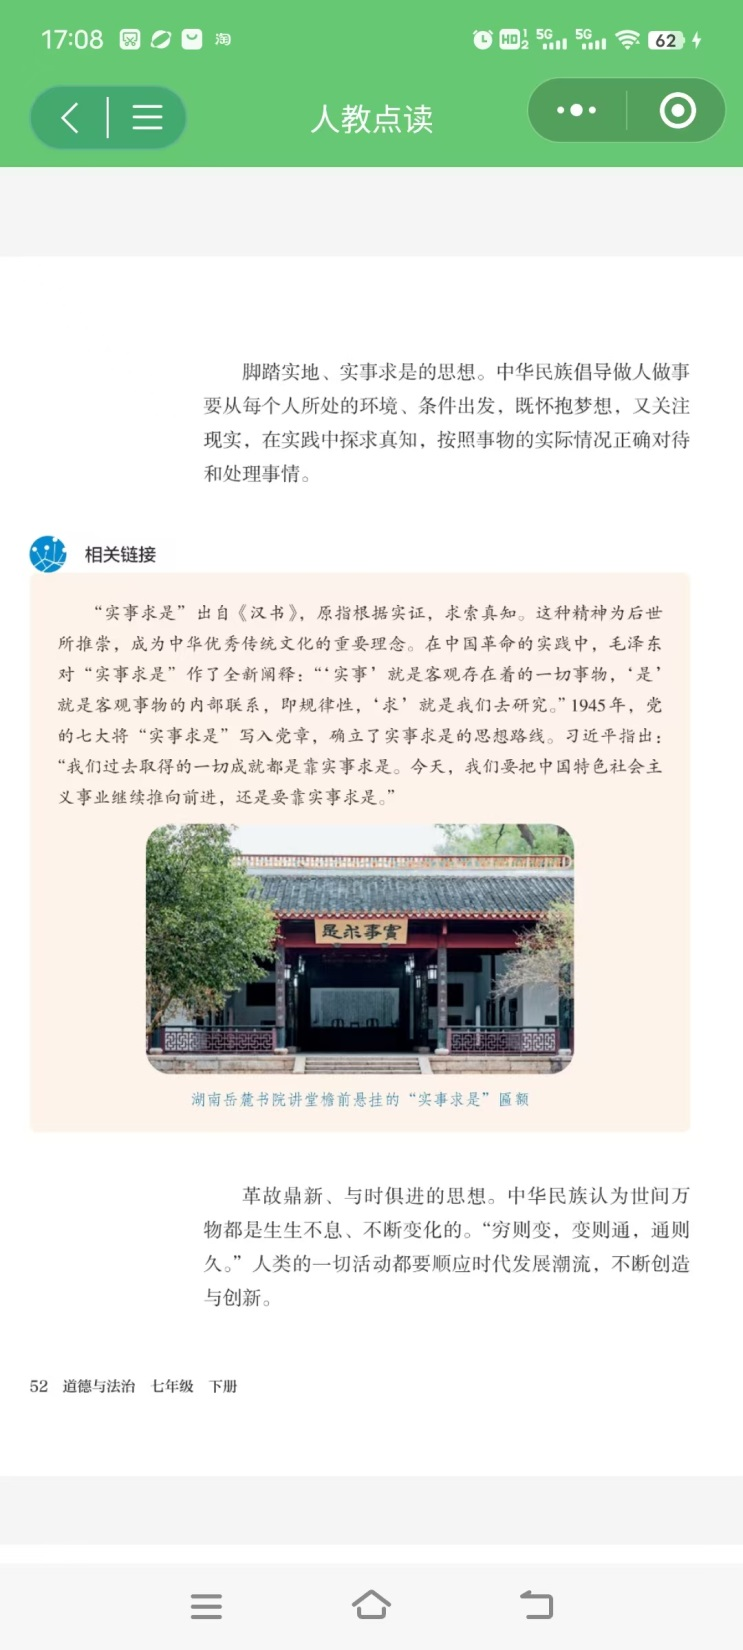 17:08 淘 HD 1 2 5G 5G 62
人教点读
脚踏实地、实事求是的思想。中华民族倡导做人做事
要从每个人所处的环境、条件出发，既怀抱梦想，又关注
现实，在实践中探求真知，按照事物的实际情况正确对待
和处理事情。
相关链接
“实事求是”出自《汉书》，原指根据实证，求索真知。这种精神为后世
所推崇，成为中华优秀传统文化的重要理念。在中国革命的实践中，毛泽东
对“实事求是”作了全新阐释：“‘实事’就是客观存在着的一切事物，‘是’
就是客观事物的内部联系，即规律性，‘求’就是我们去研究。”1945年，党
的七大将“实事求是”写入党章，确立了实事求是的思想路线。习近平指出：
“我们过去取得的一切成就都是靠实事求是。今天，我们要把中国特色社会主
义事业继续推向前进，还是要靠实事求是。”
是求事實
湖南岳麓书院讲堂檐前悬挂的“实事求是”匾额
革故鼎新、与时俱进的思想。中华民族认为世间万
物都是生生不息、不断变化的。“穷则变，变则通，通则
久。”人类的一切活动都要顺应时代发展潮流，不断创造
与创新。
52 道德与法治 七年级 下册